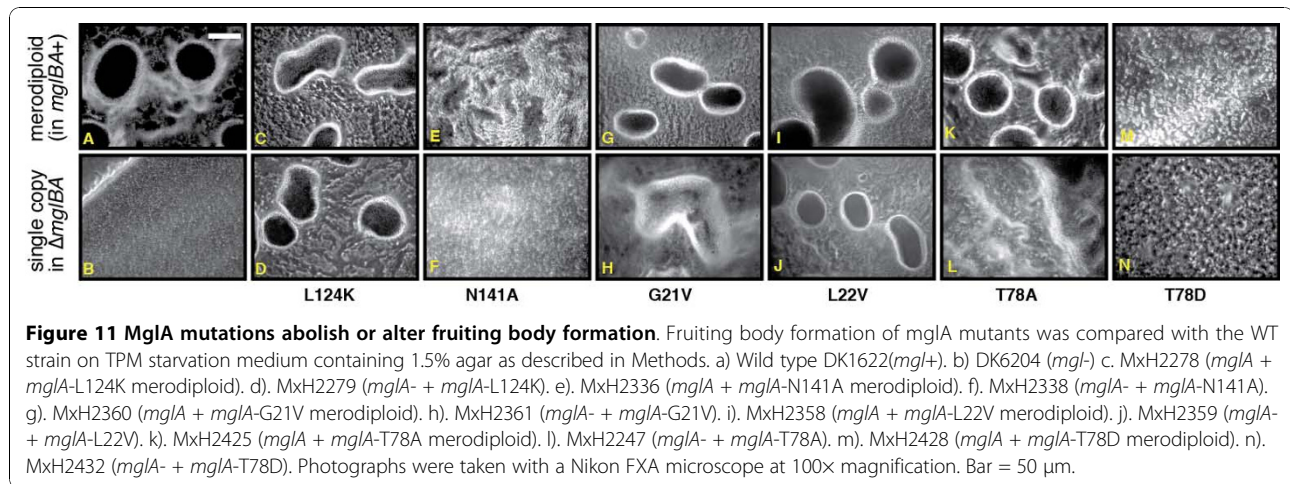 merodiploid
(in mglBA+)
single copy
in ΔmglBA
A
C
E
G
I
K
M
B
D
F
H
J
L
N
L124K
N141A
G21V
L22V
T78A
T78D
Figure 11 MglA mutations abolish or alter fruiting body formation. Fruiting body formation of mglA mutants was compared with the WT
strain on TPM starvation medium containing 1.5% agar as described in Methods. a) Wild type DK1622(mgl+). b) DK6204 (mgl-) c. MxH2278 (mglA +
mglA-L124K merodiploid). d). MxH2279 (mglA- + mglA-L124K). e). MxH2336 (mglA + mglA-N141A merodiploid). f). MxH2338 (mglA- + mglA-N141A).
g). MxH2360 (mglA + mglA-G21V merodiploid). h). MxH2361 (mglA- + mglA-G21V). i). MxH2358 (mglA + mglA-L22V merodiploid). j). MxH2359 (mglA-
+ mglA-L22V). k). MxH2425 (mglA + mglA-T78A merodiploid). l). MxH2247 (mglA- + mglA-T78A). m). MxH2428 (mglA + mglA-T78D merodiploid). n).
MxH2432 (mglA- + mglA-T78D). Photographs were taken with a Nikon FXA microscope at 100× magnification. Bar = 50 μm.